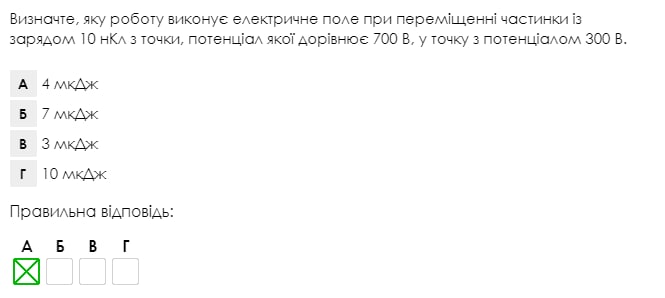 Визначте, яку роботу виконує електричне поле при переміщенні частинки із
зарядом 10 нКл з точки, потенціал якої дорівнює 700 В, у точку з потенціалом 300 В.
А 4 мкДж
Б 7 мкДж
В 3 мкДж
Г 10 мкДж
Правильна відповідь:
А Б В Г